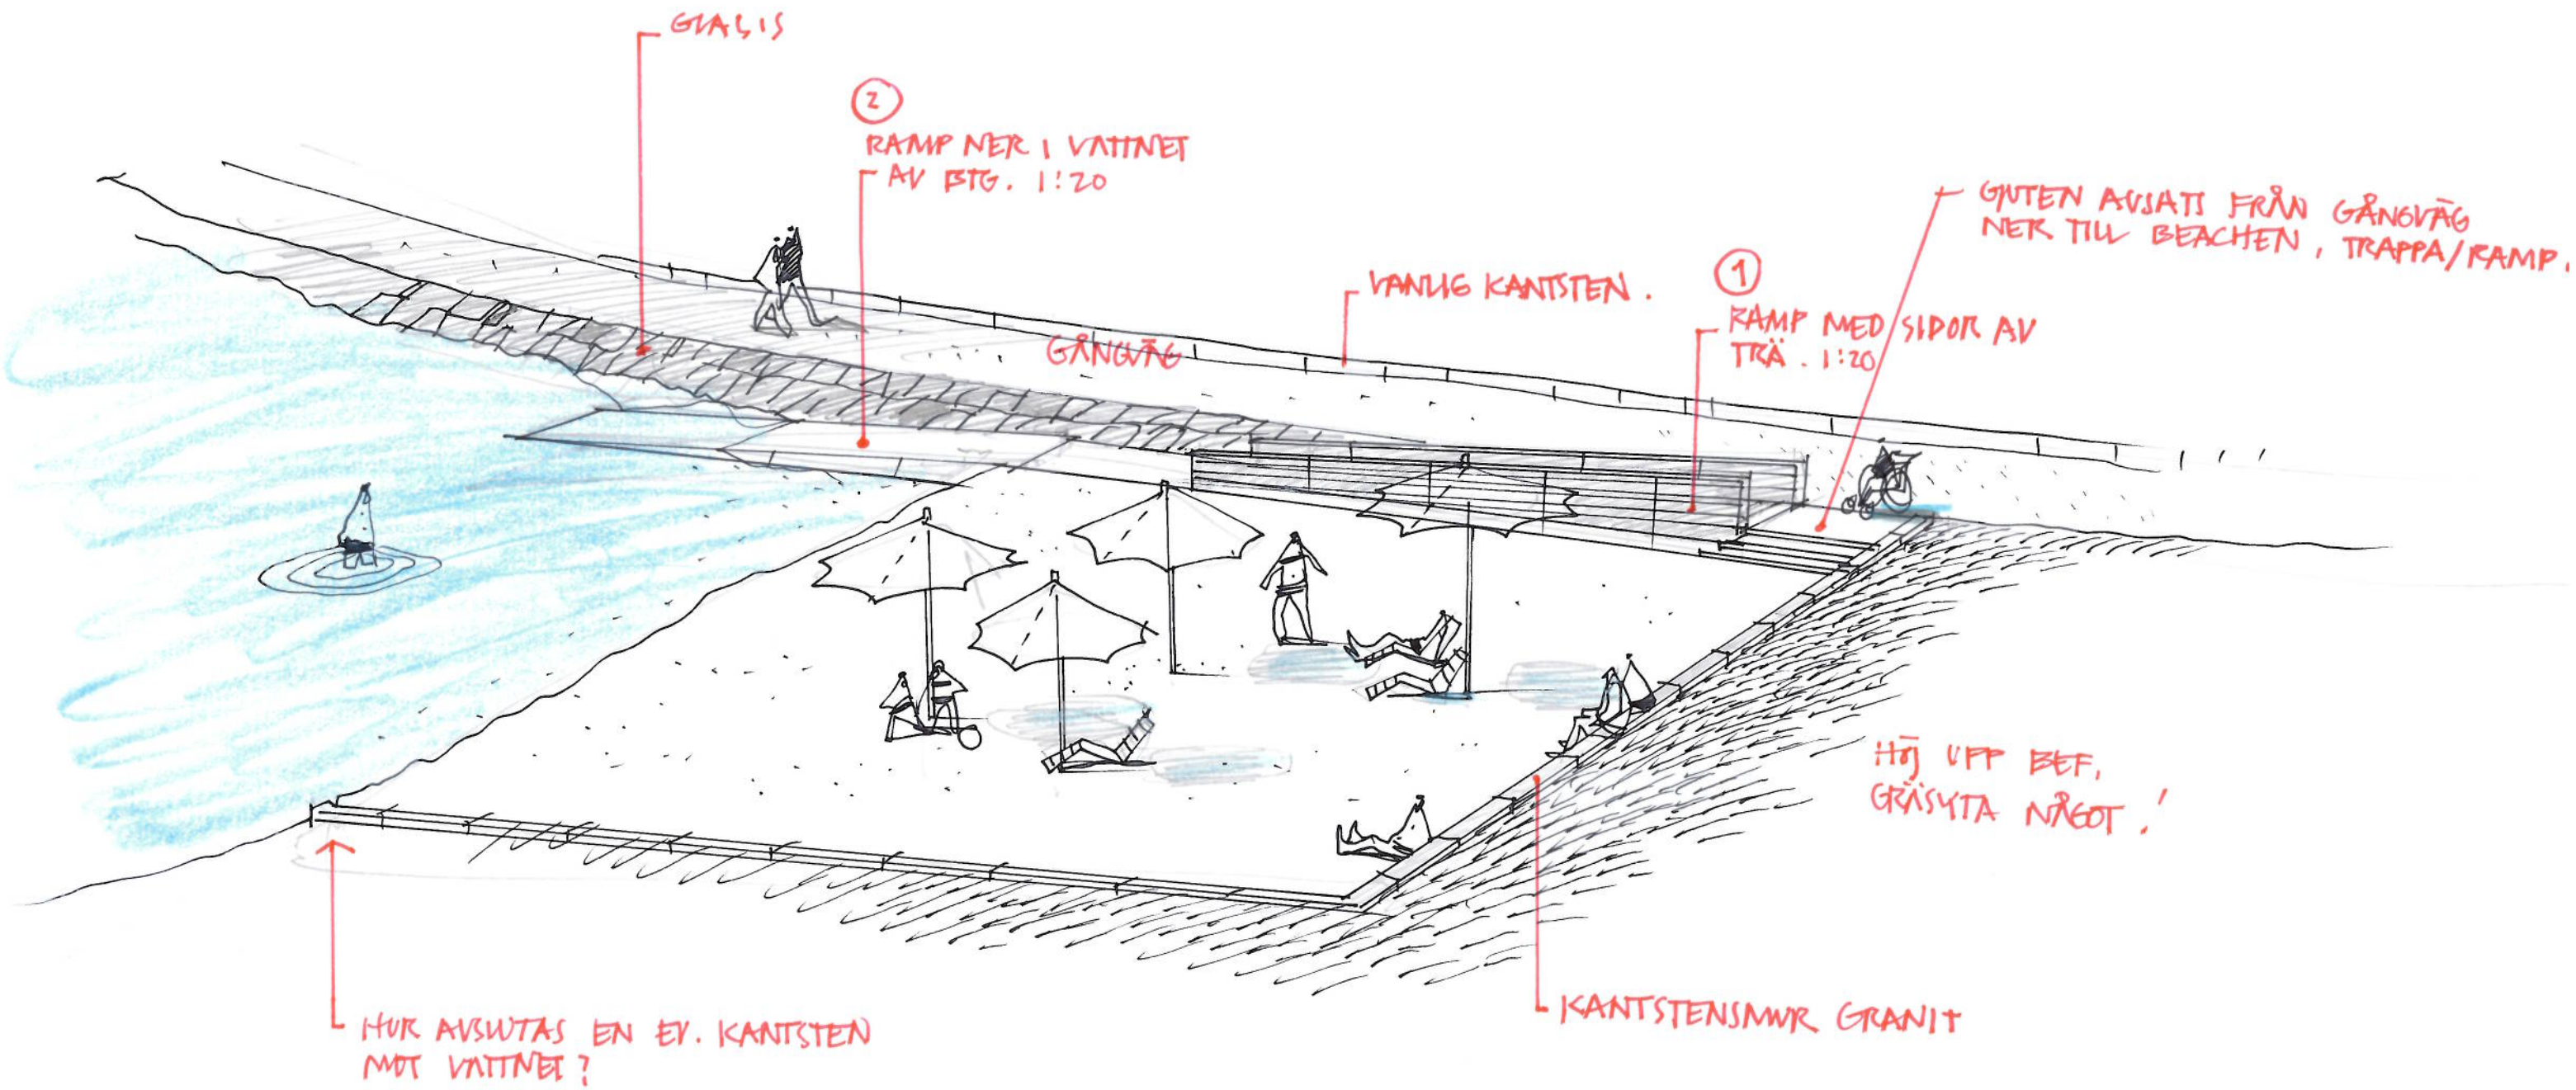 GLASIS
2
RAMP NER I VATTNET
AV BTG. 1:20
GJUTEN AVSATS FRÅN GÅNGVÄG
NER TILL BEACHEN, TRAPPA/RAMP.
VANLIG KANTSTEN.
1
RAMP MED SIDOR AV
TRÄ. 1:20
GÅNGVÄG
HÖJ UPP BEF.
GRÄSYTA NÅGOT!
KANTSTENSMUR GRANIT
HUR AVSLUTAS EN EV. KANTSTEN
MOT VATTNET?